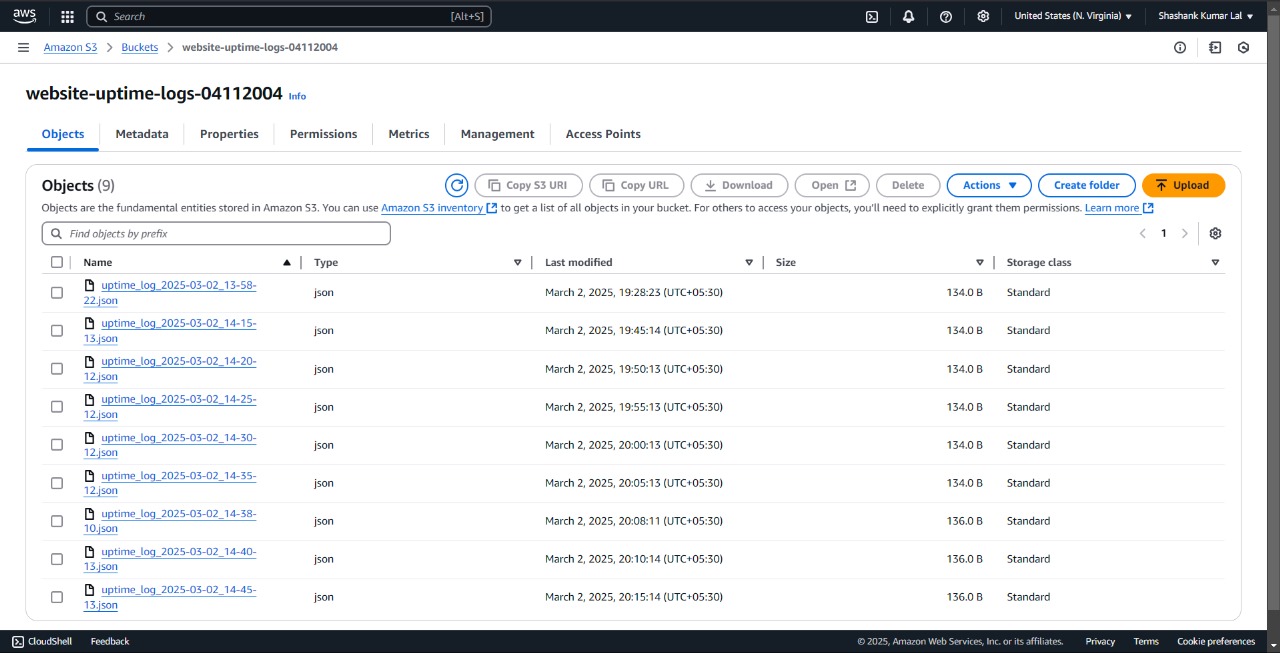 aws
Search
[Alt+S]
United States (N. Virginia)
Shashank Kumar Lal
Amazon S3
Buckets
website-uptime-logs-04112004
website-uptime-logs-04112004 Info
Objects
Metadata
Properties
Permissions
Metrics
Management
Access Points
Objects (9)
Copy S3 URI
Copy URL
Download
Open
Delete
Actions
Create folder
Upload
Objects are the fundamental entities stored in Amazon S3. You can use Amazon S3 inventory to get a list of all objects in your bucket. For others to access your objects, you'll need to explicitly grant them permissions. Learn more
Find objects by prefix
1
Name
Type
Last modified
Size
Storage class
uptime_log_2025-03-02_13-58-
22.json
json
March 2, 2025, 19:28:23 (UTC+05:30)
134.0 B
Standard
uptime_log_2025-03-02_14-15-
13.json
json
March 2, 2025, 19:45:14 (UTC+05:30)
134.0 B
Standard
uptime_log_2025-03-02_14-20-
12.json
json
March 2, 2025, 19:50:13 (UTC+05:30)
134.0 B
Standard
uptime_log_2025-03-02_14-25-
12.json
json
March 2, 2025, 19:55:13 (UTC+05:30)
134.0 B
Standard
uptime_log_2025-03-02_14-30-
12.json
json
March 2, 2025, 20:00:13 (UTC+05:30)
134.0 B
Standard
uptime_log_2025-03-02_14-35-
12.json
json
March 2, 2025, 20:05:13 (UTC+05:30)
134.0 B
Standard
uptime_log_2025-03-02_14-38-
10.json
json
March 2, 2025, 20:08:11 (UTC+05:30)
136.0 B
Standard
uptime_log_2025-03-02_14-40-
13.json
json
March 2, 2025, 20:10:14 (UTC+05:30)
136.0 B
Standard
uptime_log_2025-03-02_14-45-
13.json
json
March 2, 2025, 20:15:14 (UTC+05:30)
136.0 B
Standard
CloudShell
Feedback
© 2025, Amazon Web Services, Inc. or its affiliates.
Privacy
Terms
Cookie preferences